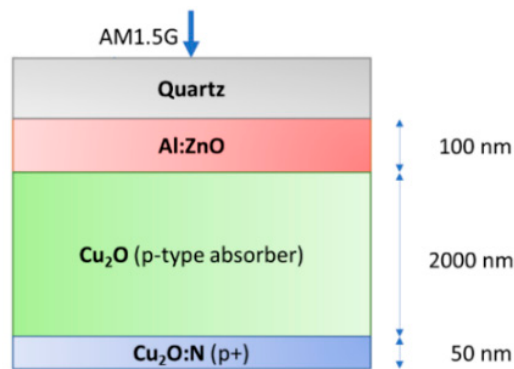 AM1.5G
Quartz
Al:ZnO
100 nm
Cu₂O (p-type absorber)
2000 nm
Cu₂O:N (p+)
50 nm